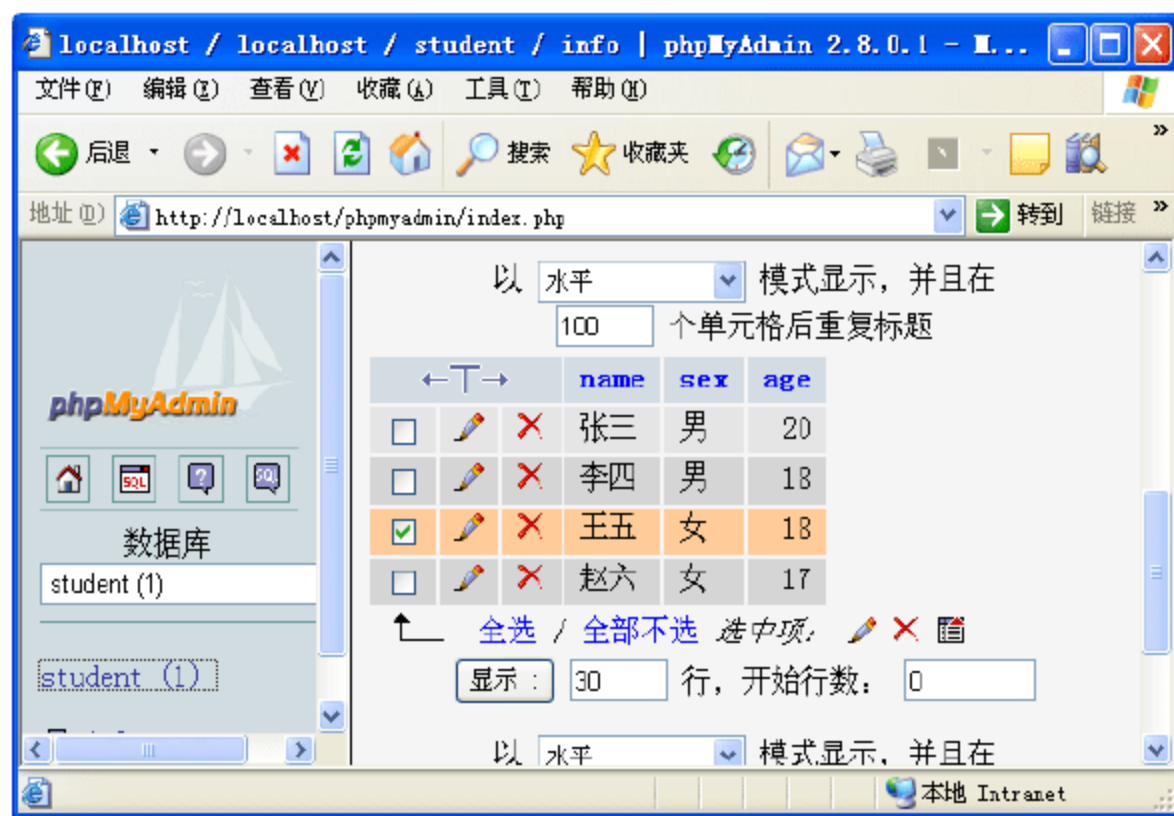 localhost / localhost / student / info | phpMyAdmin 2.8.0.1 - M...
文件(F) 编辑(E) 查看(V) 收藏(A) 工具(T) 帮助(H)
后退 搜索 收藏夹
地址(D) http://localhost/phpmyadmin/index.php 转到 链接
phpMyAdmin
SQL ? SQL
数据库
student (1)
student (1)
以 水平 模式显示，并且在
100 个单元格后重复标题
←T→ name sex age
张三 男 20
李四 男 18
王五 女 18
赵六 女 17
全选 / 全部不选 选中项:
显示 : 30 行，开始行数： 0
以 水平 模式显示，并且在
本地 Intranet